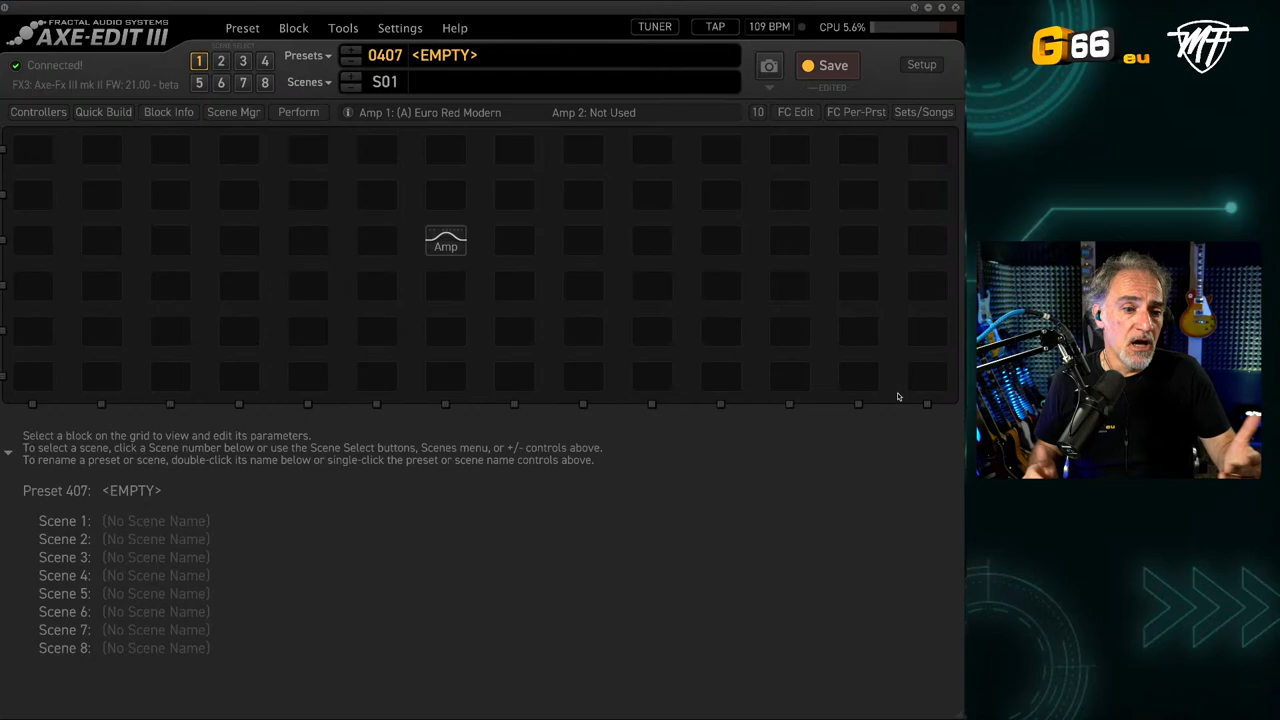 FRACTAL AUDIO SYSTEMS
AXE-EDIT III
Preset Block Tools Settings Help
TUNER TAP 109 BPM CPU 5.6%
SCENE SELECT
1 2 3 4
5 6 7 8
Connected!
FX3: Axe-Fx III mk II FW: 21.00 - beta
Presets 0407 <EMPTY>
Scenes S01
Save
EDITED
Setup
Controllers Quick Build Block Info Scene Mgr Perform
Amp 1: (A) Euro Red Modern Amp 2: Not Used
10 FC Edit FC Per-Prst Sets/Songs
Amp
Select a block on the grid to view and edit its parameters.
To select a scene, click a Scene number below or use the Scene Select buttons, Scenes menu, or +/- controls above.
To rename a preset or scene, double-click its name below or single-click the preset or scene name controls above.
Preset 407: <EMPTY>
Scene 1: (No Scene Name)
Scene 2: (No Scene Name)
Scene 3: (No Scene Name)
Scene 4: (No Scene Name)
Scene 5: (No Scene Name)
Scene 6: (No Scene Name)
Scene 7: (No Scene Name)
Scene 8: (No Scene Name)
G66
eu
MT